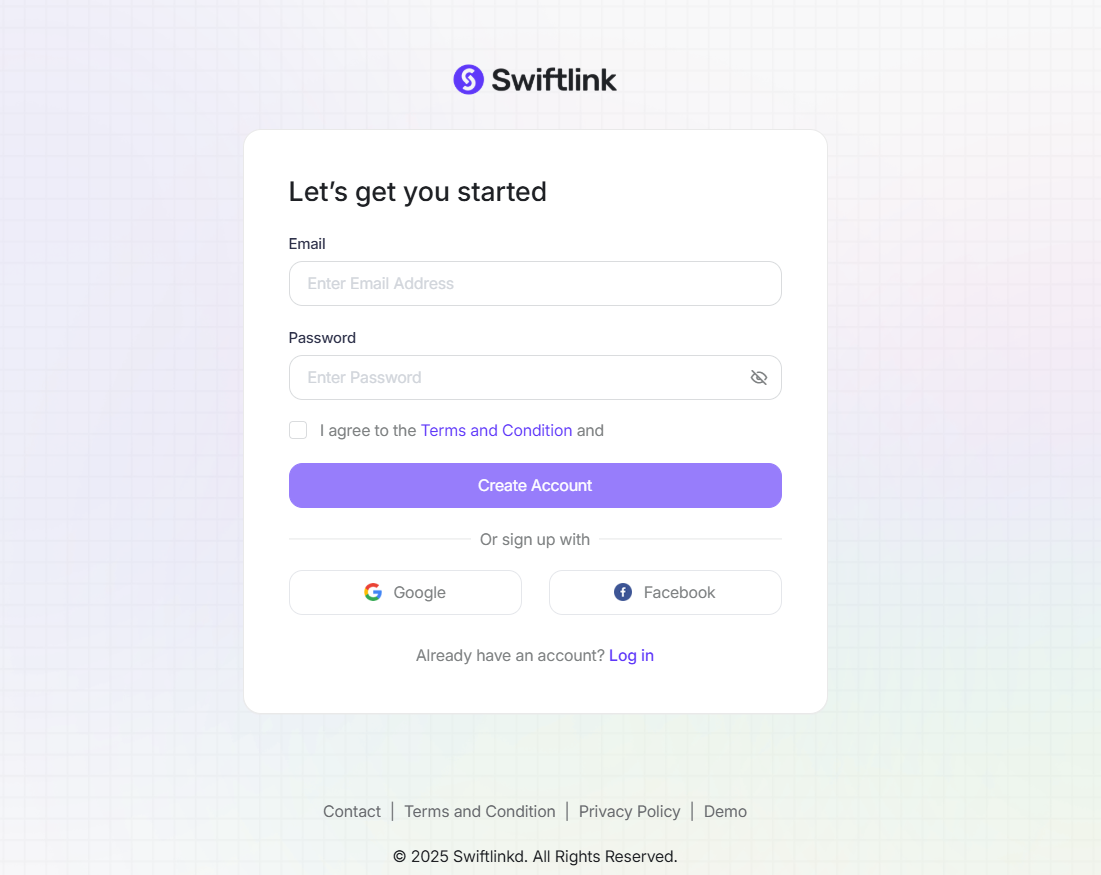 Swiftlink
Let’s get you started
Email
Enter Email Address
Password
Enter Password
I agree to the Terms and Condition and
Create Account
Or sign up with
Google Facebook
Already have an account? Log in
Contact | Terms and Condition | Privacy Policy | Demo
© 2025 Swiftlinkd. All Rights Reserved.